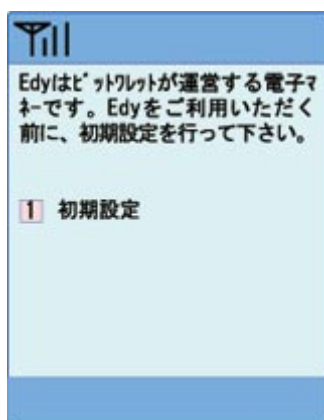 Edyはﾋﾞｯﾄﾜﾚｯﾄが運営する電子ﾏ
ﾈｰです。Edyをご利用いただく
前に、初期設定を行って下さい。
1 初期設定